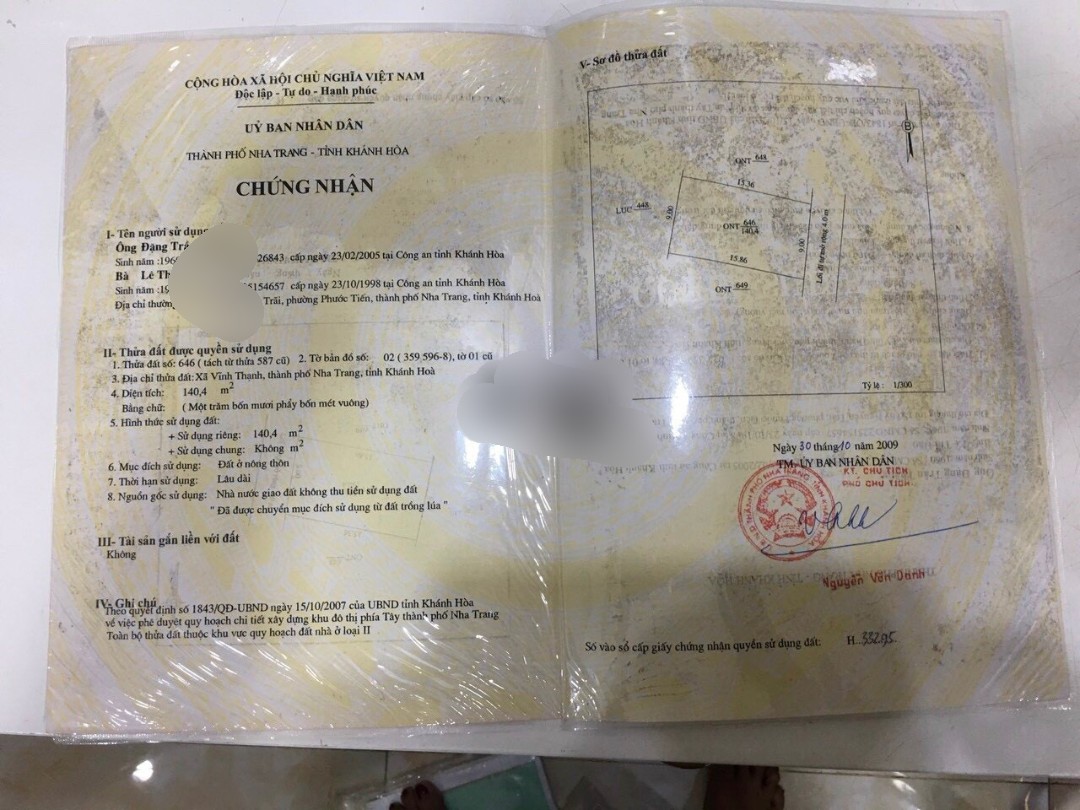 CỘNG HÒA XÃ HỘI CHỦ NGHĨA VIỆT NAM
Độc lập - Tự do - Hạnh phúc
UỶ BAN NHÂN DÂN
THÀNH PHỐ NHA TRANG - TỈNH KHÁNH HÒA
CHỨNG NHẬN
I- Tên người sử dụng
Ông Đặng
Sinh năm :196 26843 cấp ngày 23/02/2005 tại Công an tỉnh Khánh Hòa
Bà Lê
Sinh năm :19 154657 cấp ngày 23/10/1998 tại Công an tỉnh Khánh Hòa
Địa chỉ thường Trãi, phường Phước Tiến, thành phố Nha Trang, tỉnh Khánh Hoà
II- Thửa đất được quyền sử dụng
1. Thửa đất số: 646 ( tách từ thửa 587 cũ) 2. Tờ bản đồ số: 02 ( 359.596-8), tờ 01 cũ
3. Địa chỉ thửa đất: Xã Vĩnh Thạnh, thành phố Nha Trang, tỉnh Khánh Hoà
4. Diện tích: 140,4 m2
Bằng chữ: ( Một trăm bốn mươi phẩy bốn mét vuông)
5. Hình thức sử dụng đất:
+ Sử dụng riêng: 140,4 m2
+ Sử dụng chung: Không m2
6. Mục đích sử dụng: Đất ở nông thôn
7. Thời hạn sử dụng: Lâu dài
8. Nguồn gốc sử dụng: Nhà nước giao đất không thu tiền sử dụng đất
" Đã được chuyển mục đích sử dụng từ đất trồng lúa "
III- Tài sản gắn liền với đất
Không
IV- Ghi chú
Theo quyết định số 1843/QĐ-UBND ngày 15/10/2007 của UBND tỉnh Khánh Hòa
về việc phê duyệt quy hoạch chi tiết xây dựng khu đô thị phía Tây thành phố Nha Trang
Toàn bộ thửa đất thuộc khu vực quy hoạch đất nhà ở loại II
V- Sơ đồ thửa đất
B
ONT 648
15.36
LUC 448
9.00
ONT 646
140,4
9.00
Lối đi tự mở rộng 4.0 m
15.86
ONT 649
Tỷ lệ : 1/300
Ngày 30 tháng 10 năm 2009
TM- ỦY BAN NHÂN DÂN
KT. CHỦ TỊCH
PHÓ CHỦ TỊCH
Nguyễn Văn Danh
Số vào sổ cấp giấy chứng nhận quyền sử dụng đất: H